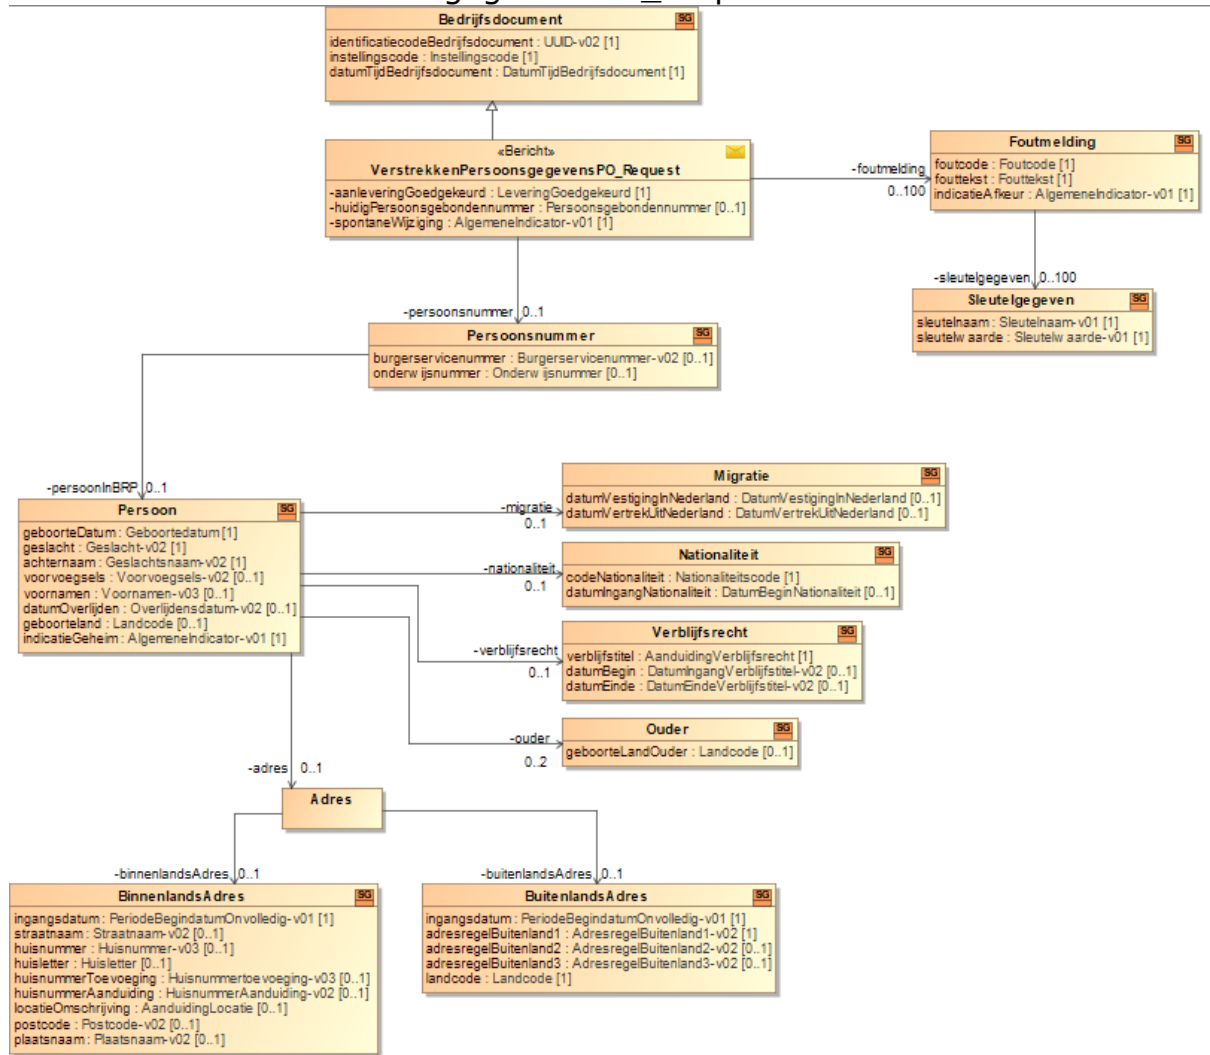 Bedrijfsdocument SG
identificatiecodeBedrijfsdocument : UUID-v02 [1]
instellingscode : Instellingscode [1]
datumTijdBedrijfsdocument : DatumTijdBedrijfsdocument [1]
«Bericht»
VerstrekkenPersoonsgegevensPO_Request
-aanleveringGoedgekeurd : LeveringGoedgekeurd [1]
-huidigPersoonsgebondennummer : Persoonsgebondennummer [0..1]
-spontaneWijziging : AlgemeneIndicator-v01 [1]
-foutmelding
0..100
Foutmelding SG
foutcode : Foutcode [1]
fouttekst : Fouttekst [1]
indicatieAfkeur : AlgemeneIndicator-v01 [1]
-sleutelgegeven 0..100
Sleutelgegeven SG
sleutelnaam : Sleutelnaam-v01 [1]
sleutelwaarde : Sleutelwaarde-v01 [1]
-persoonsnummer 0..1
Persoonsnummer SG
burgerservicenummer : Burgerservicenummer-v02 [0..1]
onderwijsnummer : Onderwijsnummer [0..1]
-persoonInBRP 0..1
Persoon SG
geboorteDatum : Geboortedatum [1]
geslacht : Geslacht-v02 [1]
achternaam : Geslachtsnaam-v02 [1]
voorvoegsels : Voorvoegsels-v02 [0..1]
voornamen : Voornamen-v03 [0..1]
datumOverlijden : Overlijdensdatum-v02 [0..1]
geboorteland : Landcode [0..1]
indicatieGeheim : AlgemeneIndicator-v01 [1]
-migratie
0..1
Migratie SG
datumVestigingInNederland : DatumVestigingInNederland [0..1]
datumVertrekUitNederland : DatumVertrekUitNederland [0..1]
-nationaliteit
0..1
Nationaliteit SG
codeNationaliteit : Nationaliteitscode [1]
datumIngangNationaliteit : DatumBeginNationaliteit [0..1]
-verblijfsrecht
0..1
Verblijfsrecht SG
verblijfstitel : AanduidingVerblijfsrecht [1]
datumBegin : DatumIngangVerblijfstitel-v02 [0..1]
datumEinde : DatumEindeVerblijfstitel-v02 [0..1]
-ouder
0..2
Ouder SG
geboorteLandOuder : Landcode [0..1]
-adres 0..1
Adres
-binnenlandsAdres 0..1
BinnenlandsAdres SG
ingangsdatum : PeriodeBegindatumOnvolledig-v01 [1]
straatnaam : Straatnaam-v02 [0..1]
huisnummer : Huisnummer-v03 [0..1]
huisletter : Huisletter [0..1]
huisnummerToevoeging : Huisnummertoevoeging-v03 [0..1]
huisnummerAanduiding : HuisnummerAanduiding-v02 [0..1]
locatieOmschrijving : AanduidingLocatie [0..1]
postcode : Postcode-v02 [0..1]
plaatsnaam : Plaatsnaam-v02 [0..1]
-buitenlandsAdres 0..1
BuitenlandsAdres SG
ingangsdatum : PeriodeBegindatumOnvolledig-v01 [1]
adresregelBuitenland1 : AdresregelBuitenland1-v02 [1]
adresregelBuitenland2 : AdresregelBuitenland2-v02 [0..1]
adresregelBuitenland3 : AdresregelBuitenland3-v02 [0..1]
landcode : Landcode [1]